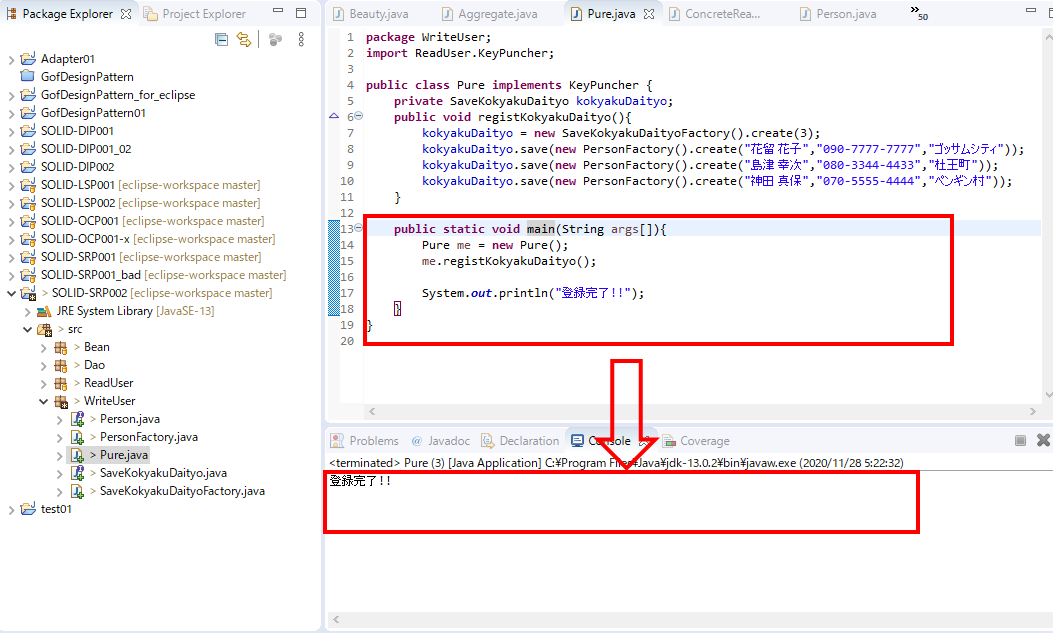 Package Explorer
Project Explorer
Adapter01
GofDesignPattern
GofDesignPattern_for_eclipse
GofDesignPattern01
SOLID-DIP001
SOLID-DIP001_02
SOLID-DIP002
SOLID-LSP001 [eclipse-workspace master]
SOLID-LSP002 [eclipse-workspace master]
SOLID-OCP001 [eclipse-workspace master]
SOLID-OCP001-x [eclipse-workspace master]
SOLID-SRP001 [eclipse-workspace master]
SOLID-SRP001_bad [eclipse-workspace master]
> SOLID-SRP002 [eclipse-workspace master]
JRE System Library [JavaSE-13]
> src
> Bean
> Dao
> ReadUser
> WriteUser
> Person.java
> PersonFactory.java
> Pure.java
> SaveKokyakuDaityo.java
> SaveKokyakuDaityoFactory.java
test01
Beauty.java
Aggregate.java
Pure.java
ConcreteRea...
Person.java
»50
1 package WriteUser;
2 import ReadUser.KeyPuncher;
3
4 public class Pure implements KeyPuncher {
5 private SaveKokyakuDaityo kokyakuDaityo;
6 public void registKokyakuDaityo(){
7 kokyakuDaityo = new SaveKokyakuDaityoFactory().create(3);
8 kokyakuDaityo.save(new PersonFactory().create("花留 花子","090-7777-7777","ゴッサムシティ"));
9 kokyakuDaityo.save(new PersonFactory().create("島津 幸次","080-3344-4433","杜王町"));
10 kokyakuDaityo.save(new PersonFactory().create("神田 真保","070-5555-4444","ペンギン村"));
11 }
12
13 public static void main(String args[]){
14 Pure me = new Pure();
15 me.registKokyakuDaityo();
16
17 System.out.println("登録完了!!");
18 }
19 }
20
Problems
@ Javadoc
Declaration
Console
Coverage
<terminated> Pure (3) [Java Application] C:¥Program Files¥Java¥jdk-13.0.2¥bin¥javaw.exe (2020/11/28 5:22:32)
登録完了!!